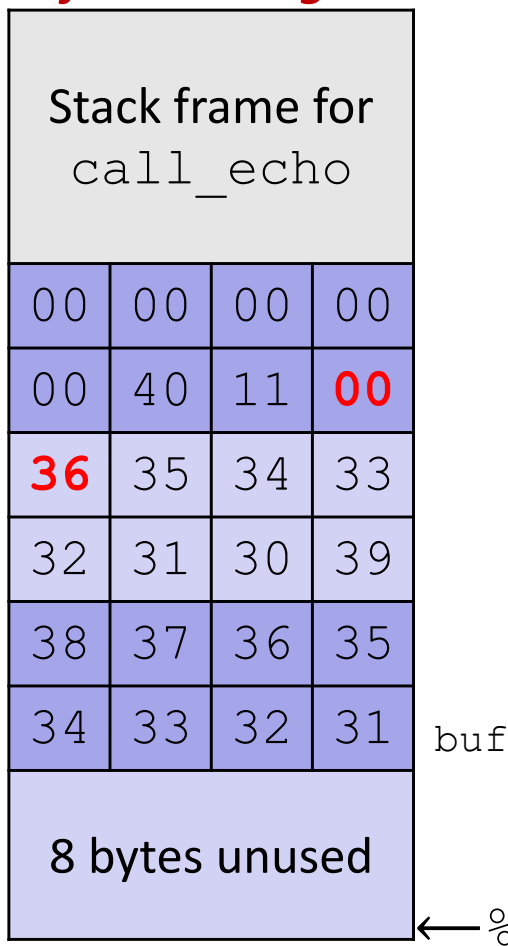 Stack frame for
call_echo
00 00 00 00
00 40 11 00
36 35 34 33
32 31 30 39
38 37 36 35
34 33 32 31 buf
8 bytes unused
←%